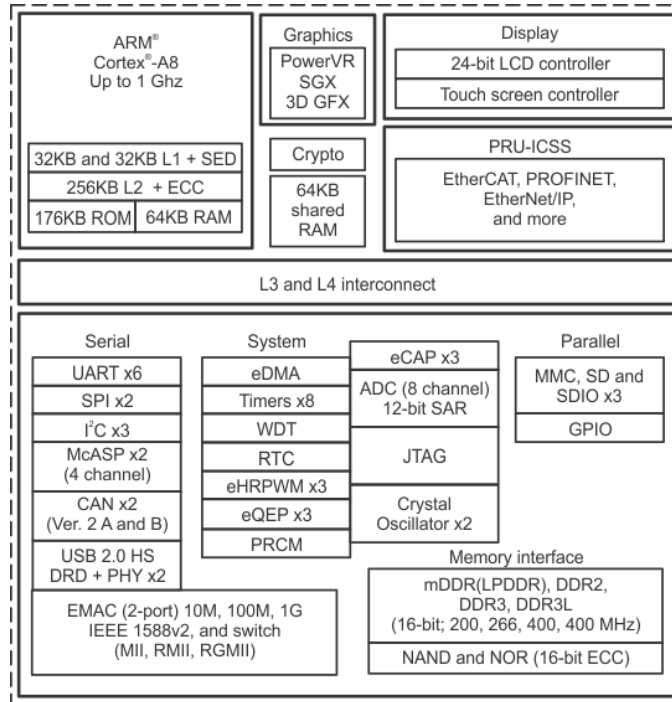 ARM®
Cortex®-A8
Up to 1 Ghz
32KB and 32KB L1 + SED
256KB L2 + ECC
176KB ROM
64KB RAM
Graphics
PowerVR
SGX
3D GFX
Crypto
64KB
shared
RAM
Display
24-bit LCD controller
Touch screen controller
PRU-ICSS
EtherCAT, PROFINET,
EtherNet/IP,
and more
L3 and L4 interconnect
Serial
UART x6
SPI x2
I²C x3
McASP x2
(4 channel)
CAN x2
(Ver. 2 A and B)
USB 2.0 HS
DRD + PHY x2
EMAC (2-port) 10M, 100M, 1G
IEEE 1588v2, and switch
(MII, RMII, RGMII)
System
eDMA
Timers x8
WDT
RTC
eHRPWM x3
eQEP x3
PRCM
eCAP x3
ADC (8 channel)
12-bit SAR
JTAG
Crystal
Oscillator x2
Parallel
MMC, SD and
SDIO x3
GPIO
Memory interface
mDDR(LPDDR), DDR2,
DDR3, DDR3L
(16-bit; 200, 266, 400, 400 MHz)
NAND and NOR (16-bit ECC)